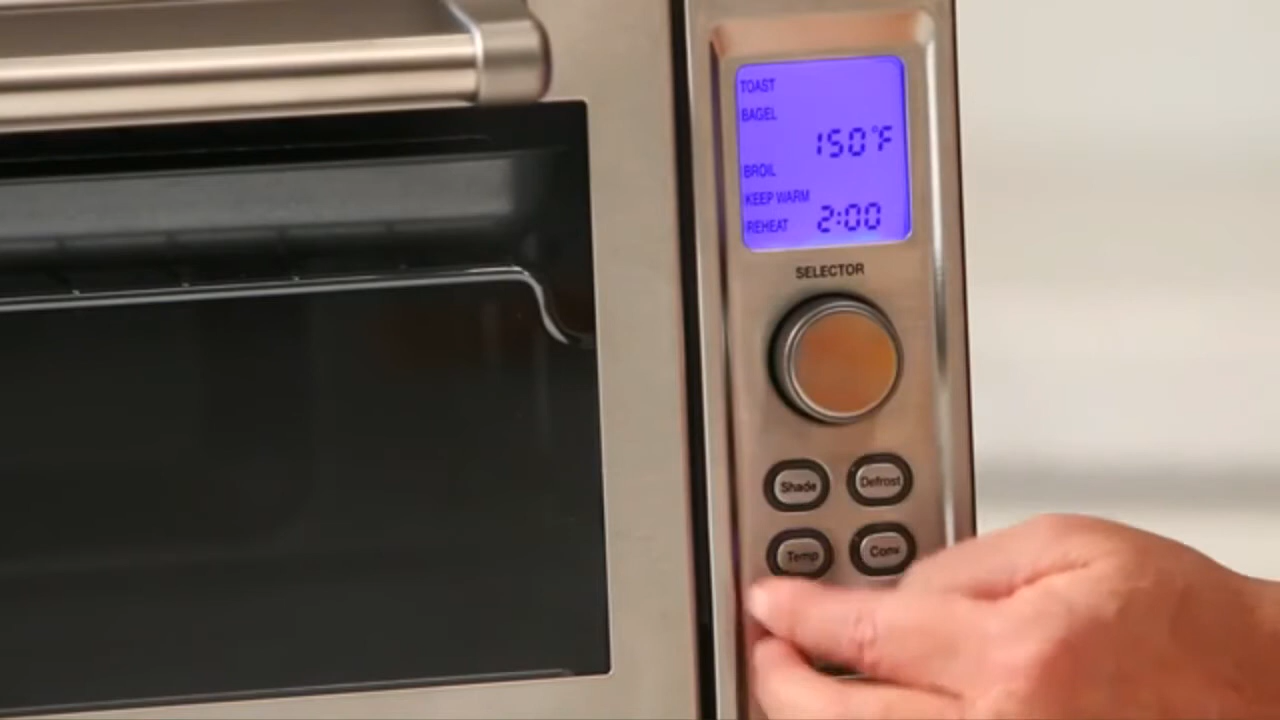 TOAST
BAGEL
150°F
BROIL
KEEP WARM
REHEAT 2:00
SELECTOR
Shade Defrost
Temp Conv